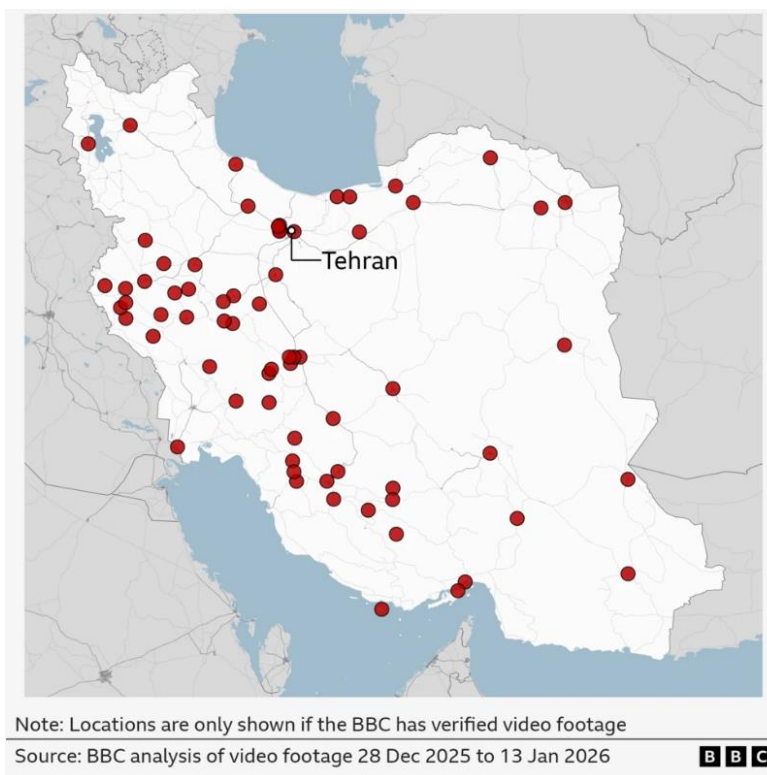 Tehran
Note: Locations are only shown if the BBC has verified video footage
Source: BBC analysis of video footage 28 Dec 2025 to 13 Jan 2026
BBC